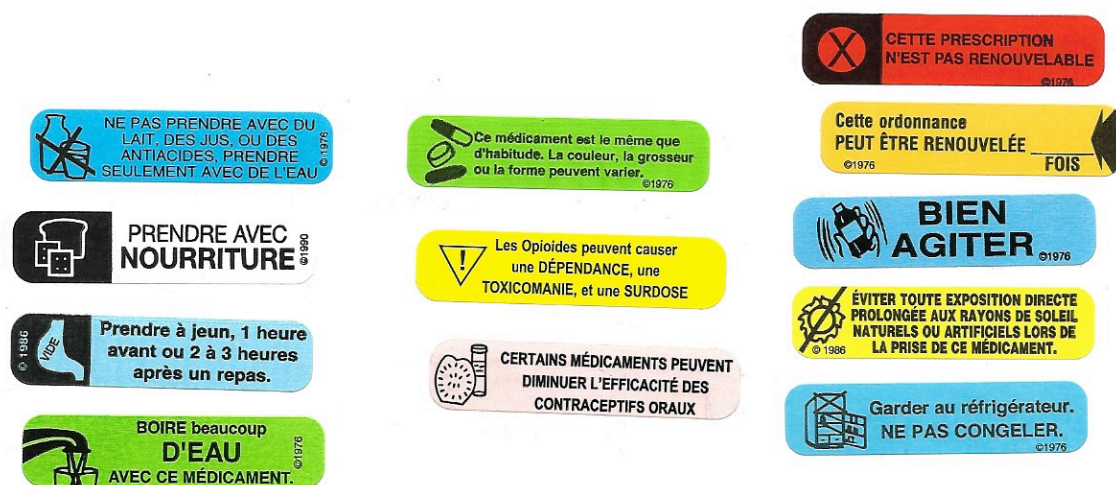 NE PAS PRENDRE AVEC DU
LAIT, DES JUS, OU DES
ANTIACIDES, PRENDRE
SEULEMENT AVEC DE L'EAU
© 1976
PRENDRE AVEC
NOURRITURE
©1990
© 1986
VIDE
Prendre à jeun, 1 heure
avant ou 2 à 3 heures
après un repas.
BOIRE beaucoup
D'EAU
AVEC CE MÉDICAMENT.
©1976
Ce médicament est le même que
d'habitude. La couleur, la grosseur
ou la forme peuvent varier.
©1976
!
Les Opioides peuvent causer
une DÉPENDANCE, une
TOXICOMANIE, et une SURDOSE
CERTAINS MÉDICAMENTS PEUVENT
DIMINUER L'EFFICACITÉ DES
CONTRACEPTIFS ORAUX
X
CETTE PRESCRIPTION
N'EST PAS RENOUVELABLE
©1976
Cette ordonnance
PEUT ÊTRE RENOUVELÉE ______
©1976 FOIS
BIEN
AGITER
©1976
ÉVITER TOUTE EXPOSITION DIRECTE
PROLONGÉE AUX RAYONS DE SOLEIL
NATURELS OU ARTIFICIELS LORS DE
LA PRISE DE CE MÉDICAMENT.
© 1986
Garder au réfrigérateur.
NE PAS CONGELER.
©1976